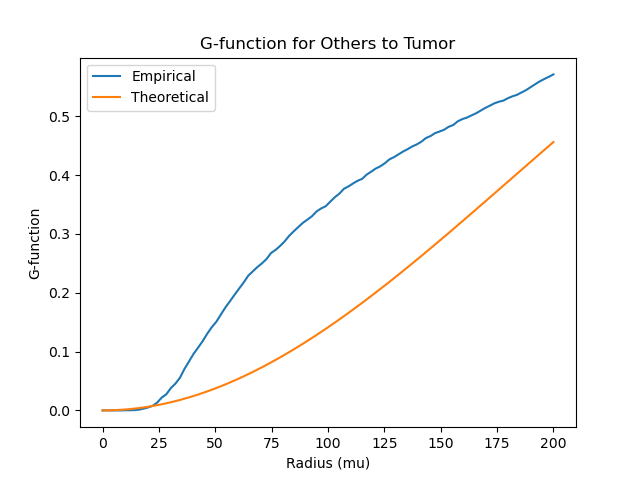 G-function for Others to Tumor
Empirical
Theoretical
G-function
0.5
0.4
0.3
0.2
0.1
0.0
0 25 50 75 100 125 150 175 200
Radius (mu)